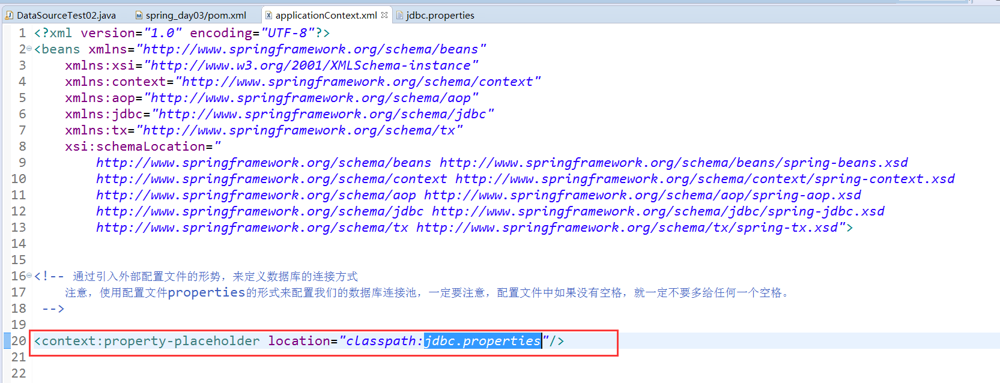 DataSourceTest02.java spring_day03/pom.xml applicationContext.xml jdbc.properties
1 <?xml version="1.0" encoding="UTF-8"?>
2 <beans xmlns="http://www.springframework.org/schema/beans"
3 xmlns:xsi="http://www.w3.org/2001/XMLSchema-instance"
4 xmlns:context="http://www.springframework.org/schema/context"
5 xmlns:aop="http://www.springframework.org/schema/aop"
6 xmlns:jdbc="http://www.springframework.org/schema/jdbc"
7 xmlns:tx="http://www.springframework.org/schema/tx"
8 xsi:schemaLocation="
9 http://www.springframework.org/schema/beans http://www.springframework.org/schema/beans/spring-beans.xsd
10 http://www.springframework.org/schema/context http://www.springframework.org/schema/context/spring-context.xsd
11 http://www.springframework.org/schema/aop http://www.springframework.org/schema/aop/spring-aop.xsd
12 http://www.springframework.org/schema/jdbc http://www.springframework.org/schema/jdbc/spring-jdbc.xsd
13 http://www.springframework.org/schema/tx http://www.springframework.org/schema/tx/spring-tx.xsd">
14
15
16 <!-- 通过引入外部配置文件的形势，来定义数据库的连接方式
17 注意，使用配置文件properties的形式来配置我们的数据库连接池，一定要注意，配置文件中如果没有空格，就一定不要多给任何一个空格。
18 -->
19
20 <context:property-placeholder location="classpath:jdbc.properties"/>
21
22